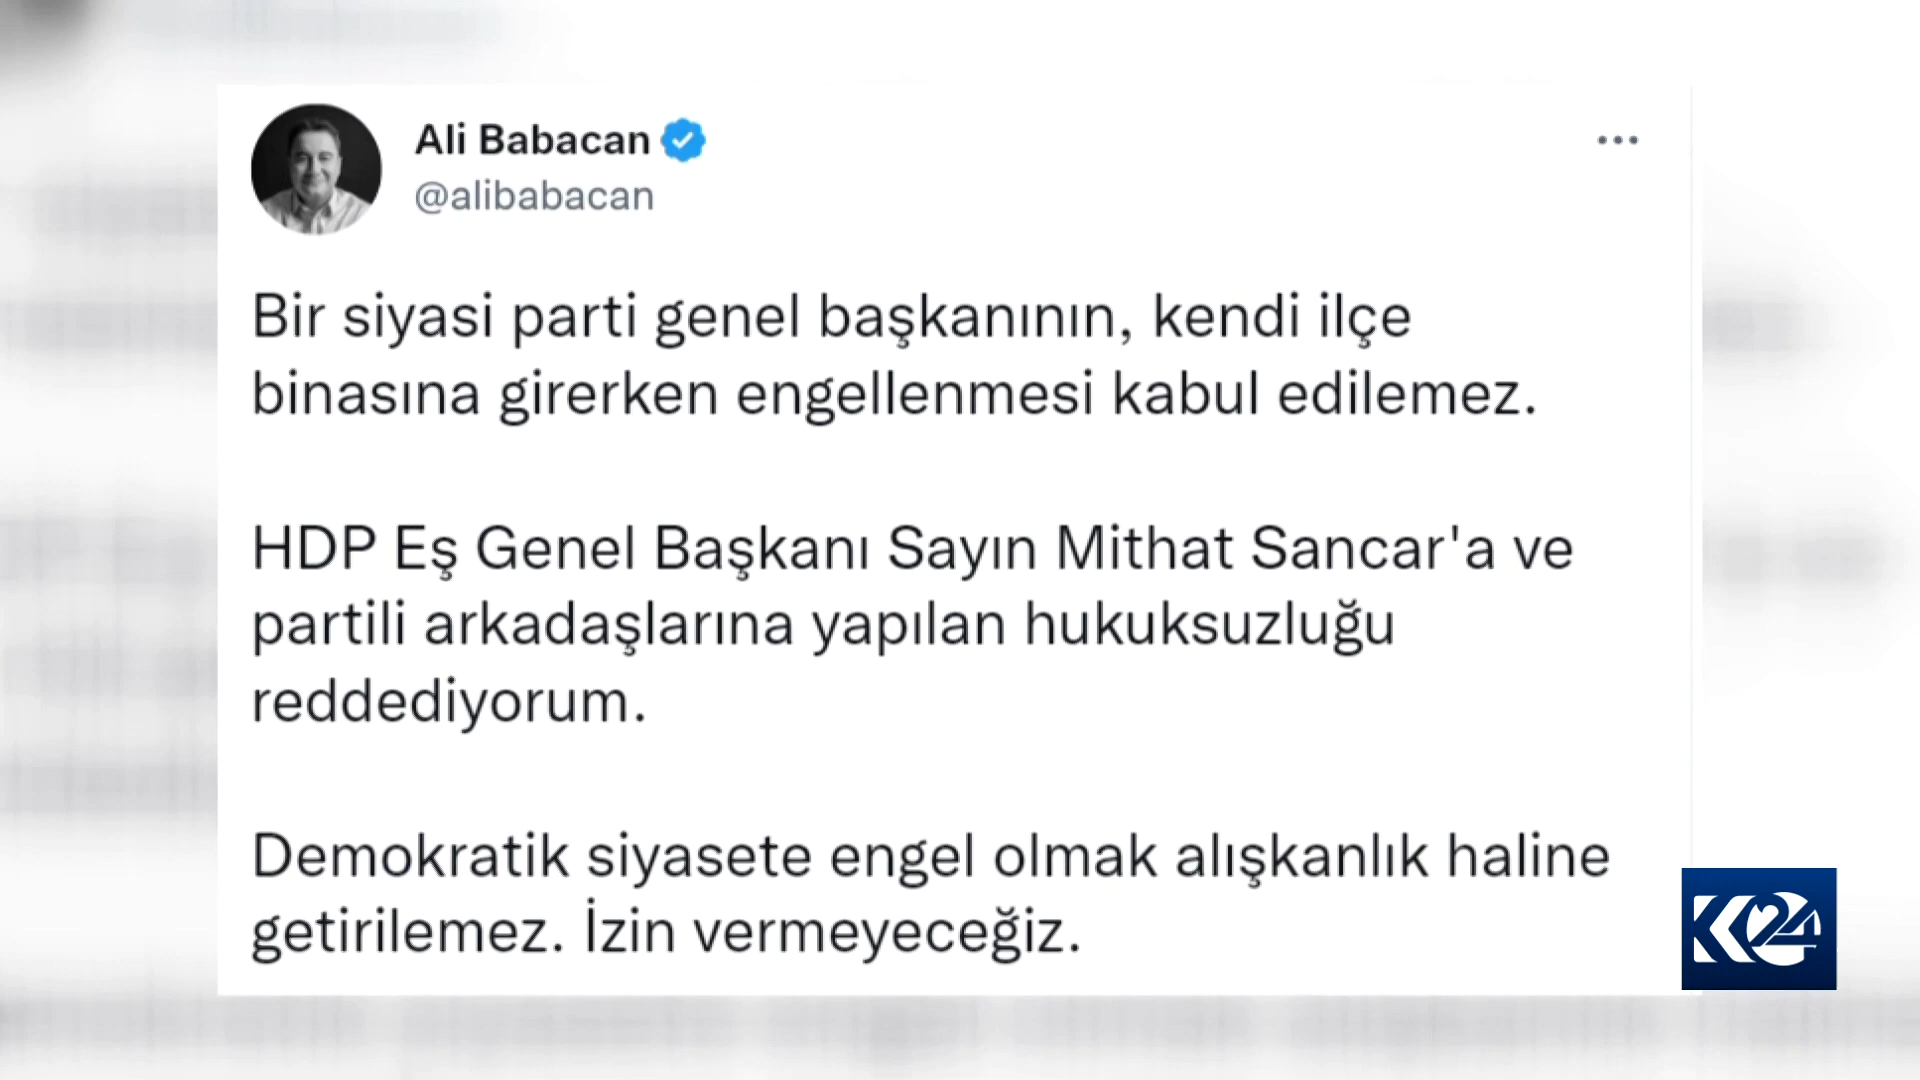 Ali Babacan
@alibabacan
Bir siyasi parti genel başkanının, kendi ilçe
binasına girerken engellenmesi kabul edilemez.
HDP Eş Genel Başkanı Sayın Mithat Sancar'a ve
partili arkadaşlarına yapılan hukuksuzluğu
reddediyorum.
Demokratik siyasete engel olmak alışkanlık haline
getirilemez. İzin vermeyeceğiz.
K24